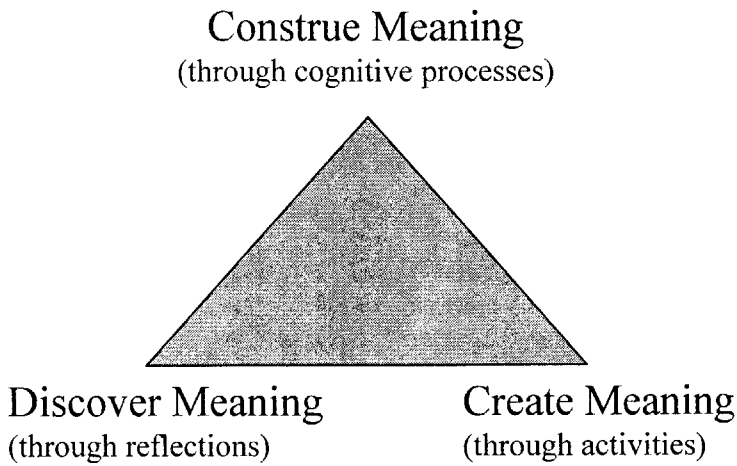 Construe Meaning
(through cognitive processes)
Discover Meaning
(through reflections)
Create Meaning
(through activities)